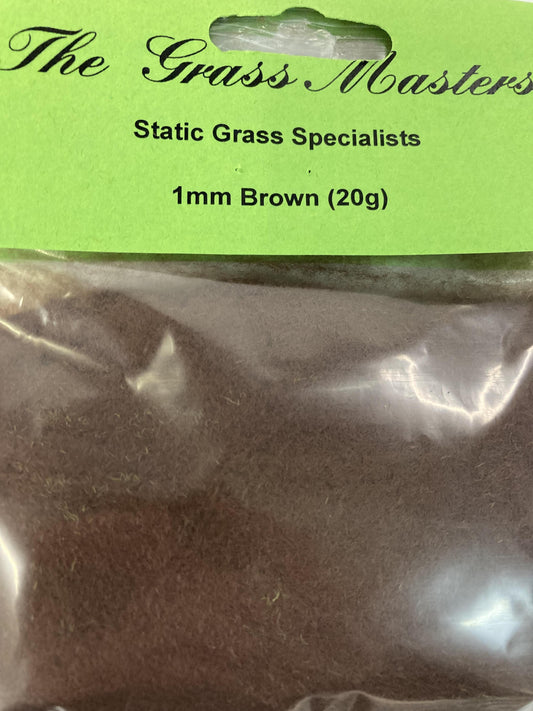 The Grass Masters
Static Grass Specialists
1mm Brown (20g)